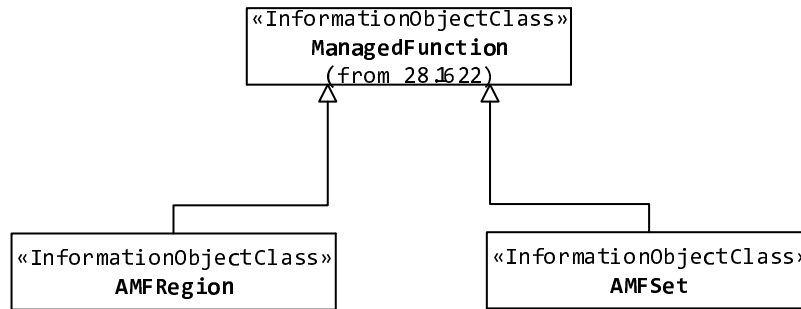 «InformationObjectClass»
ManagedFunction
(from 28.622)
«InformationObjectClass»
AMFRegion
«InformationObjectClass»
AMFSet